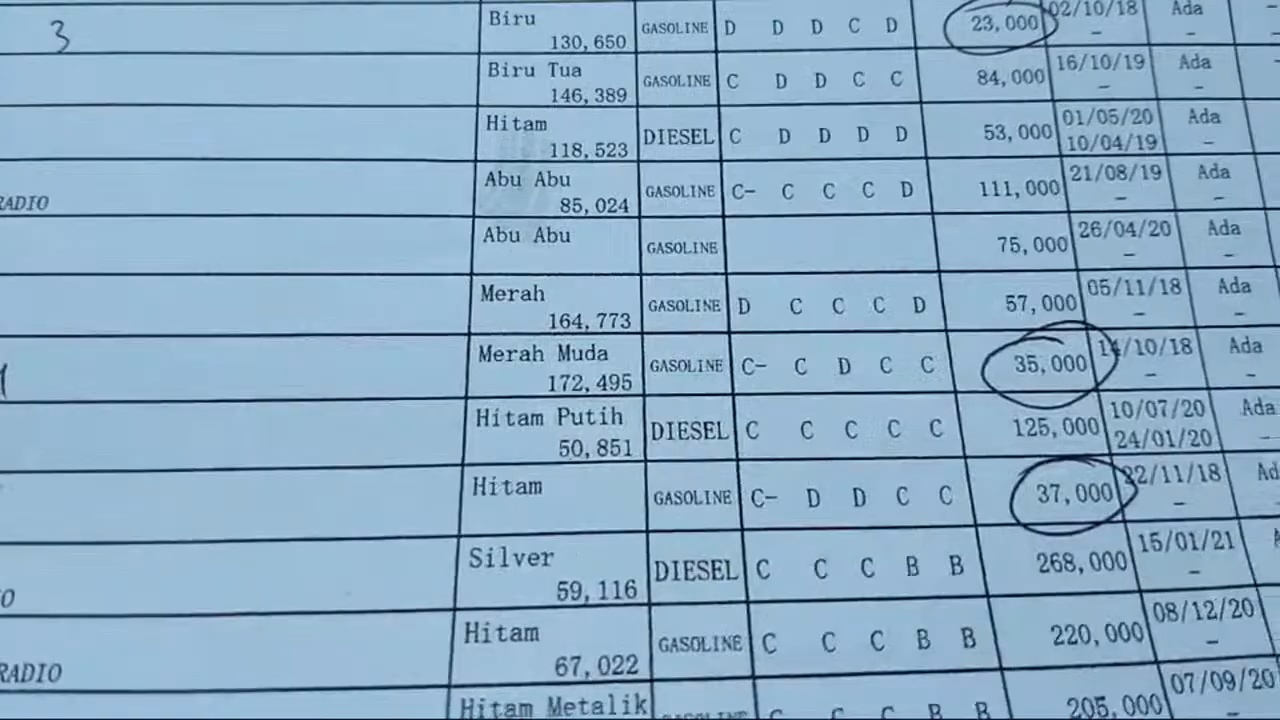 3 Biru GASOLINE D D D C D 23,000 02/10/18 Ada -
130,650 - -
Biru Tua GASOLINE C D D C C 84,000 16/10/19 Ada
146,389 - -
Hitam DIESEL C D D D D 53,000 01/05/20 Ada
118,523 10/04/19 -
RADIO Abu Abu GASOLINE C- C C C D 111,000 21/08/19 Ada
85,024 - -
Abu Abu GASOLINE 75,000 26/04/20 Ada
- -
Merah GASOLINE D C C C D 57,000 05/11/18 Ada
164,773 - -
Merah Muda GASOLINE C- C D C C 35,000 14/10/18 Ada
172,495 - -
Hitam Putih DIESEL C C C C C 125,000 10/07/20 Ada
50,851 24/01/20 -
Hitam GASOLINE C- D D C C 37,000 22/11/18 Ad
- -
Silver DIESEL C C C B B 268,000 15/01/21
59,116 -
Hitam GASOLINE C C C B B 220,000 08/12/20
RADIO 67,022 -
Hitam Metalik GASOLINE C C C B B 205,000 07/09/20
-